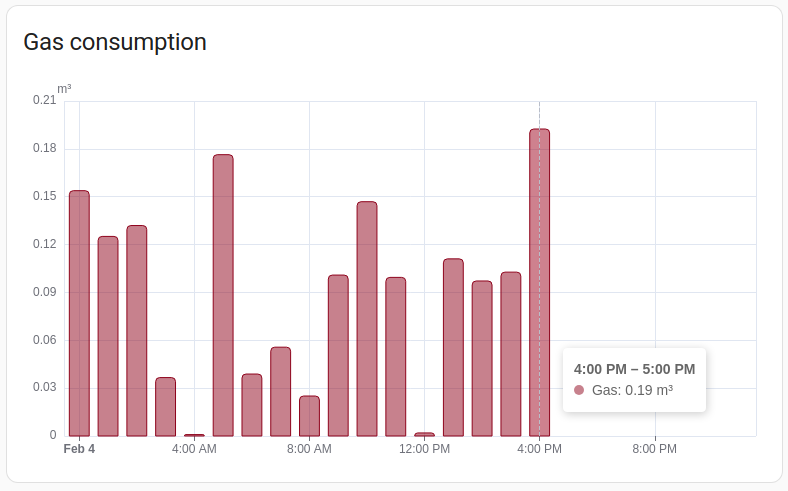 Gas consumption
m³
0.21
0.18
0.15
0.12
0.09
0.06
0.03
0
4:00 PM – 5:00 PM
Gas: 0.19 m³
Feb 4 4:00 AM 8:00 AM 12:00 PM 4:00 PM 8:00 PM